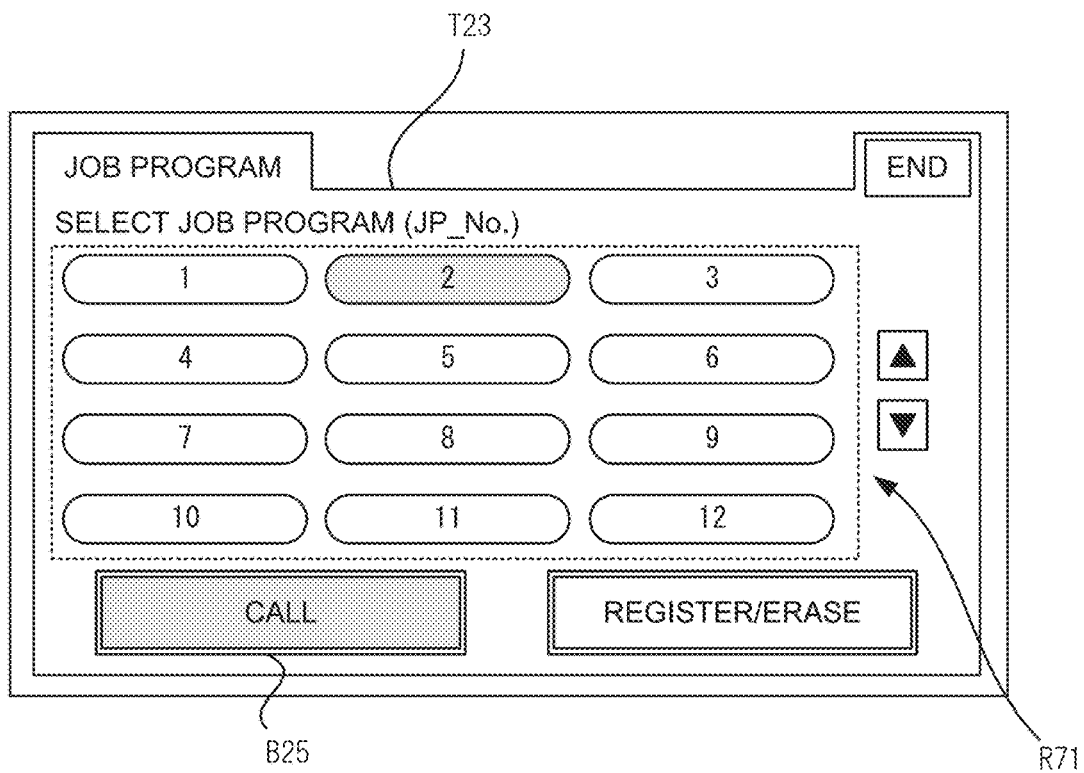 T23
JOB PROGRAM
END
SELECT JOB PROGRAM (JP_No.)
1 2 3
4 5 6
7 8 9
10 11 12
CALL REGISTER/ERASE
B25
R71